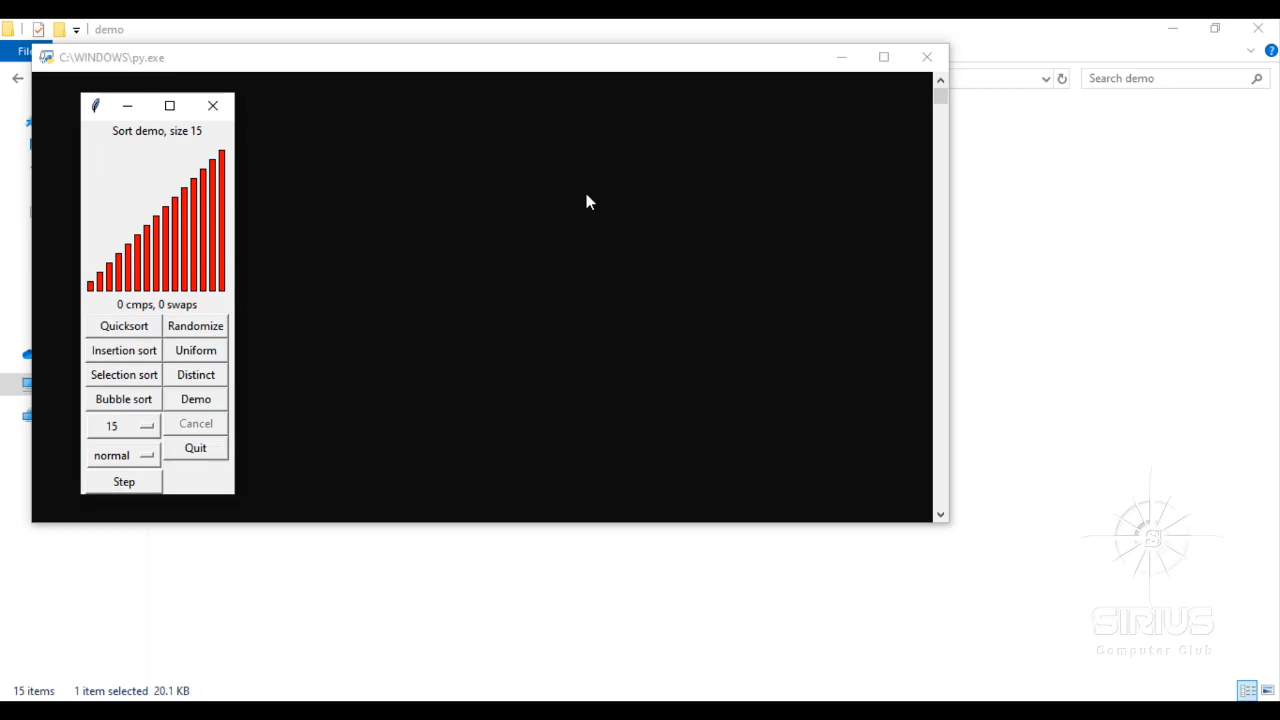 demo
File
C:\WINDOWS\py.exe
Search demo
Sort demo, size 15
0 cmps, 0 swaps
Quicksort Randomize
Insertion sort Uniform
Selection sort Distinct
Bubble sort Demo
15 Cancel
normal Quit
Step
SIRIUS
Computer Club
15 items 1 item selected 20.1 KB